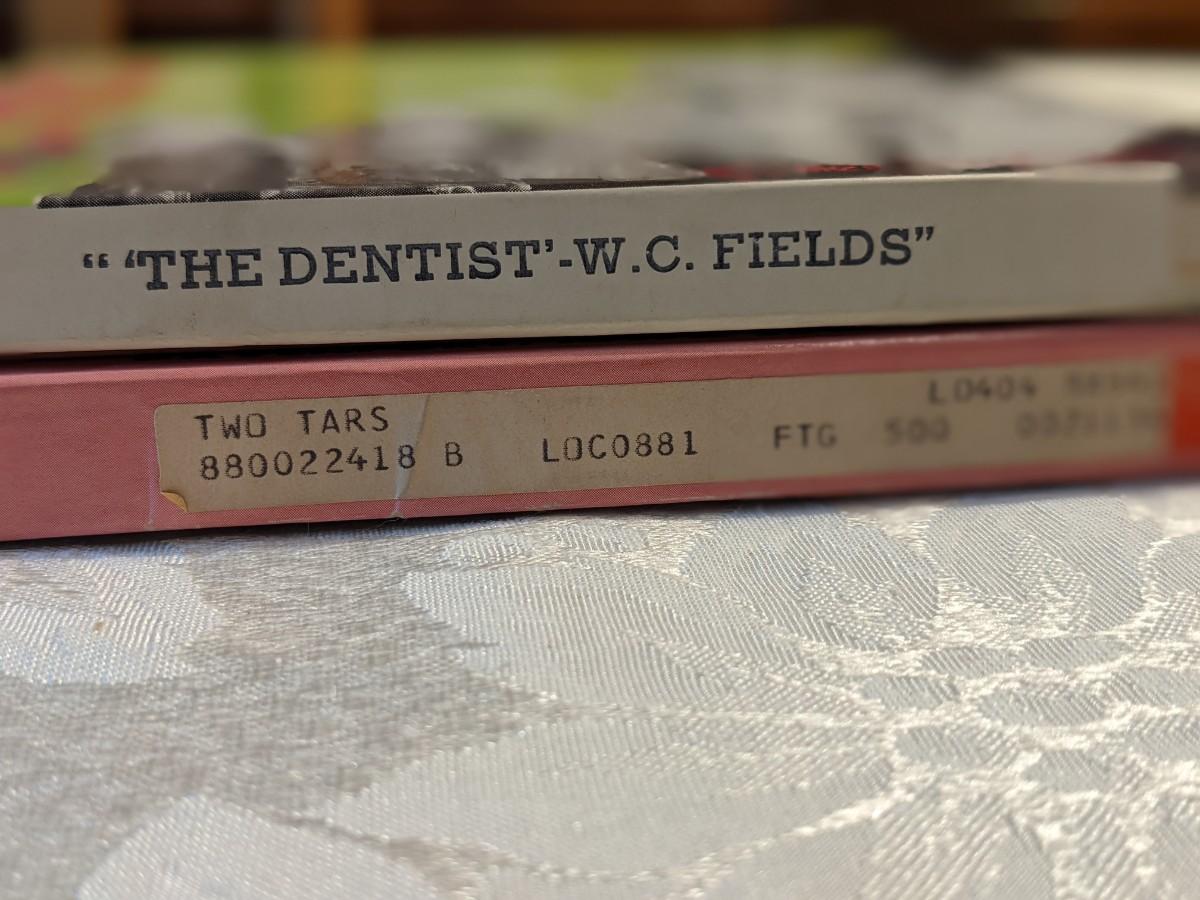 “ ‘THE DENTIST’-W.C. FIELDS”
TWO TARS
880022418 B LOC0881 FTG 500